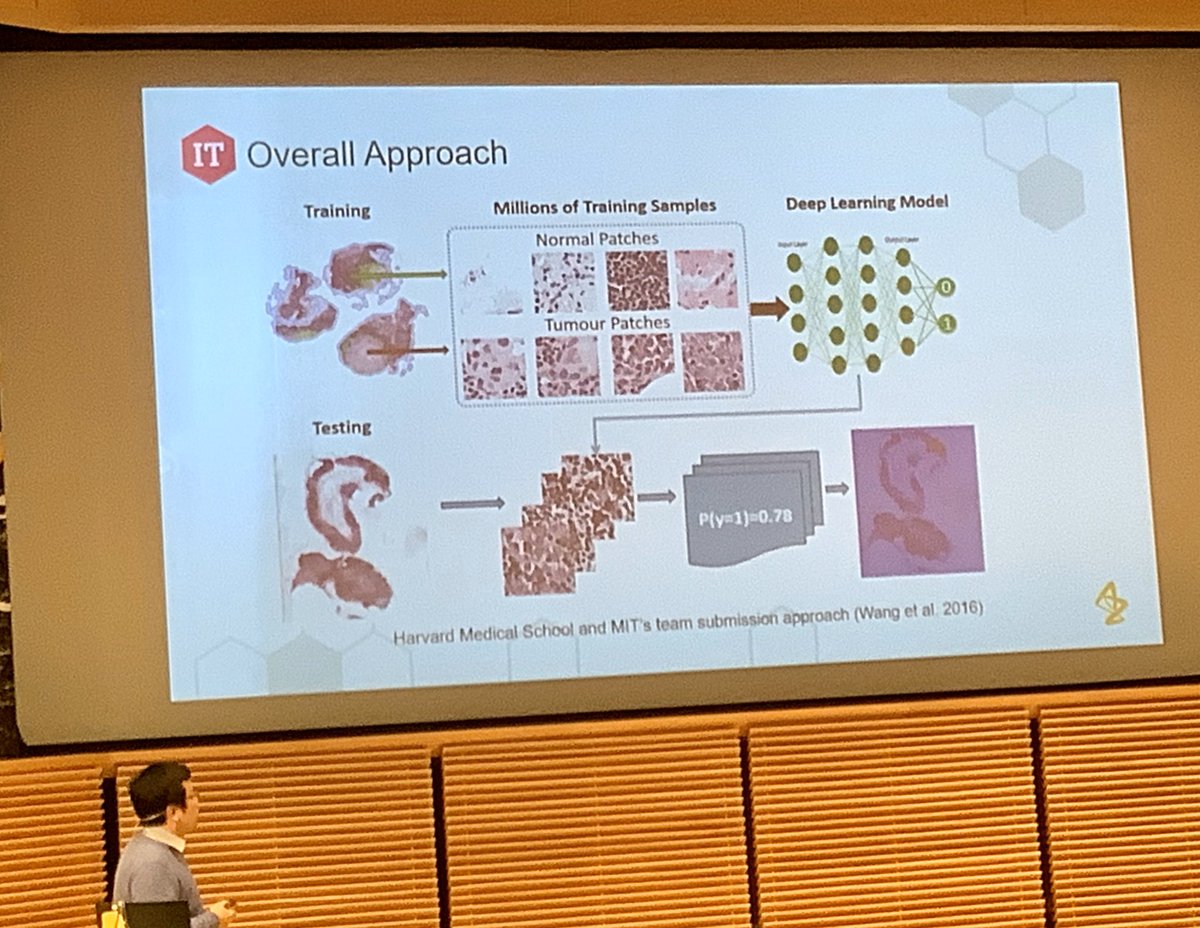 IT Overall Approach
Training
Millions of Training Samples
Deep Learning Model
Normal Patches
Input Layer
Output Layer
0
1
Tumour Patches
Testing
P(y=1)=0.78
Harvard Medical School and MIT's team submission approach (Wang et al. 2016)